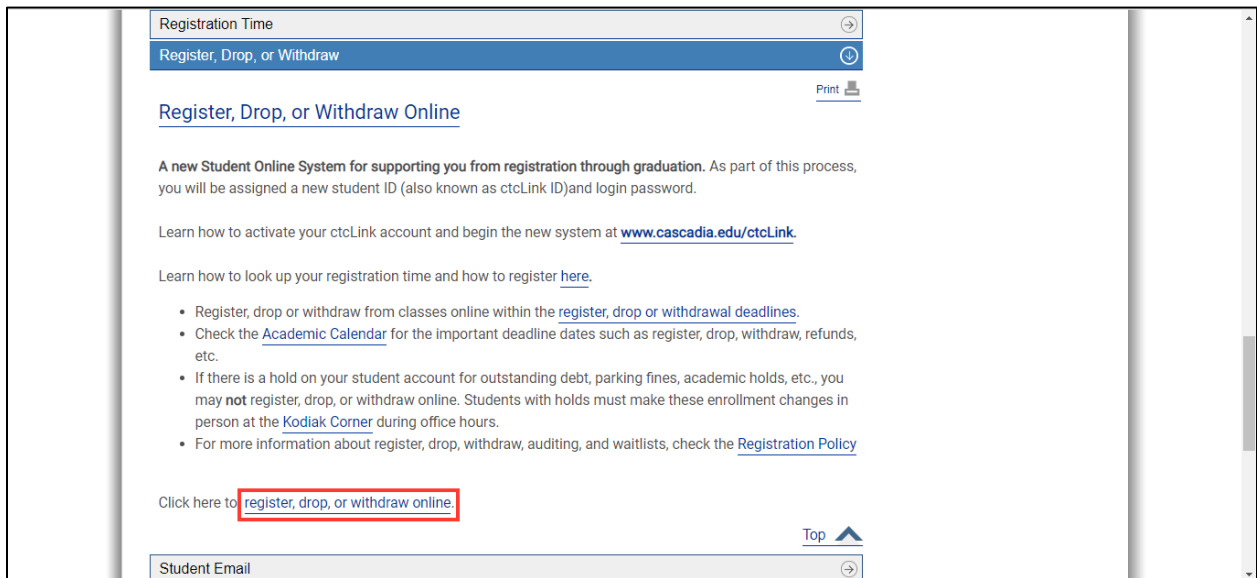 Registration Time
Register, Drop, or Withdraw
Print
Register, Drop, or Withdraw Online
A new Student Online System for supporting you from registration through graduation. As part of this process,
you will be assigned a new student ID (also known as ctcLink ID)and login password.
Learn how to activate your ctcLink account and begin the new system at www.cascadia.edu/ctcLink.
Learn how to look up your registration time and how to register here.
• Register, drop or withdraw from classes online within the register, drop or withdrawal deadlines.
• Check the Academic Calendar for the important deadline dates such as register, drop, withdraw, refunds,
etc.
• If there is a hold on your student account for outstanding debt, parking fines, academic holds, etc., you
may not register, drop, or withdraw online. Students with holds must make these enrollment changes in
person at the Kodiak Corner during office hours.
• For more information about register, drop, withdraw, auditing, and waitlists, check the Registration Policy
Click here to register, drop, or withdraw online.
Top
Student Email